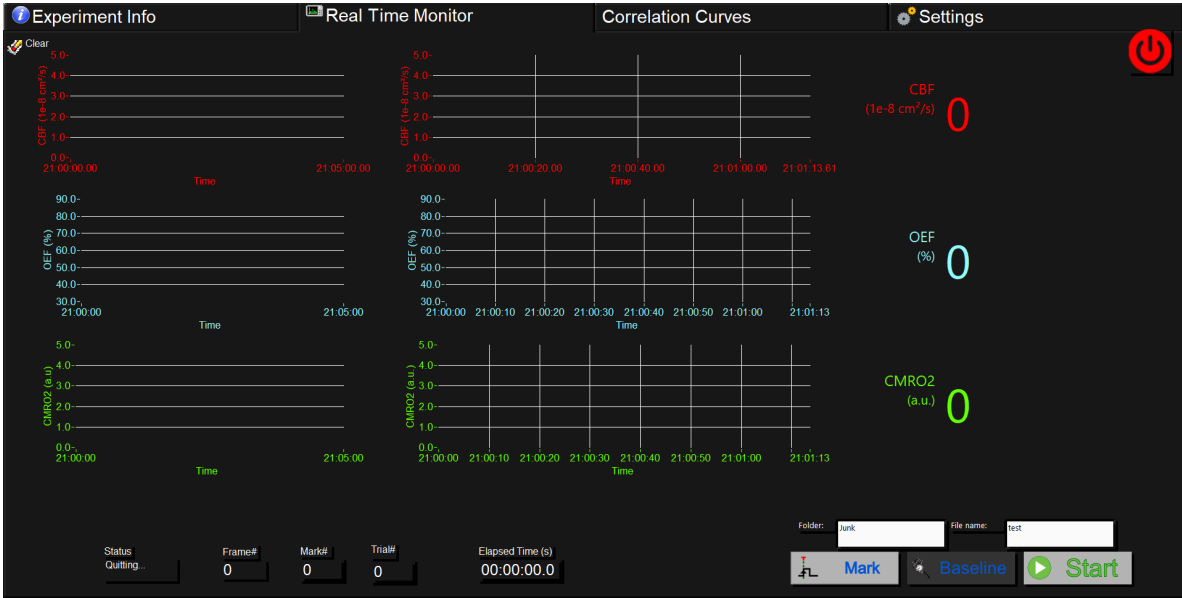 Experiment Info
Real Time Monitor
Correlation Curves
Settings
Clear
CBF (1e-8 cm²/s)
5.0
4.0
3.0
2.0
1.0
0.0
21:00:00.00 21:05:00.00
Time
CBF (1e-8 cm²/s)
5.0
4.0
3.0
2.0
1.0
0.0
21:00:00.00 21:00:20.00 21:00:40.00 21:01:00.00 21:01:13.61
Time
CBF
(1e-8 cm²/s)
0
OEF (%)
90.0
80.0
70.0
60.0
50.0
40.0
30.0
21:00:00 21:05:00
Time
OEF (%)
90.0
80.0
70.0
60.0
50.0
40.0
30.0
21:00:00 21:00:10 21:00:20 21:00:30 21:00:40 21:00:50 21:01:00 21:01:13
Time
OEF
(%)
0
CMRO2 (a.u)
5.0
4.0
3.0
2.0
1.0
0.0
21:00:00 21:05:00
Time
CMRO2 (a.u.)
5.0
4.0
3.0
2.0
1.0
0.0
21:00:00 21:00:10 21:00:20 21:00:30 21:00:40 21:00:50 21:01:00 21:01:13
Time
CMRO2
(a.u.)
0
Folder: Junk File name: test
Status
Quitting...
Frame#
0
Mark#
0
Trial#
0
Elapsed Time (s)
00:00:00.0
Mark
Baseline
Start